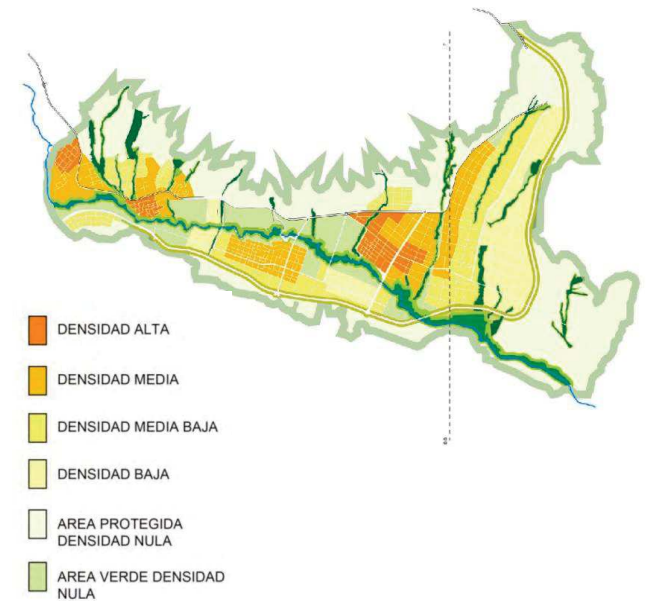 DENSIDAD ALTA
DENSIDAD MEDIA
DENSIDAD MEDIA BAJA
DENSIDAD BAJA
AREA PROTEGIDA
DENSIDAD NULA
AREA VERDE DENSIDAD
NULA